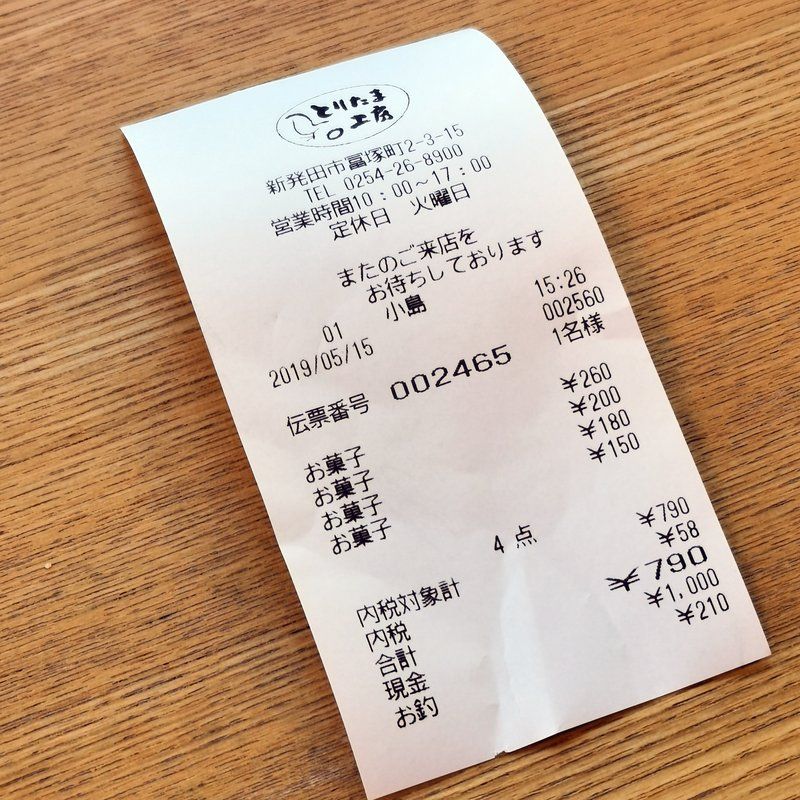 とりたま
工房
新発田市冨塚町2-3-15
TEL 0254-26-8900
営業時間10:00～17:00
定休日 火曜日
またのご来店を
お待ちしております
01 小島 15:26
2019/05/15 002560
伝票番号 002465 1名様
お菓子 ¥260
お菓子 ¥200
お菓子 ¥180
お菓子 ¥150
4点
内税対象計 ¥790
内税 ¥58
合計 ¥790
現金 ¥1,000
お釣 ¥210